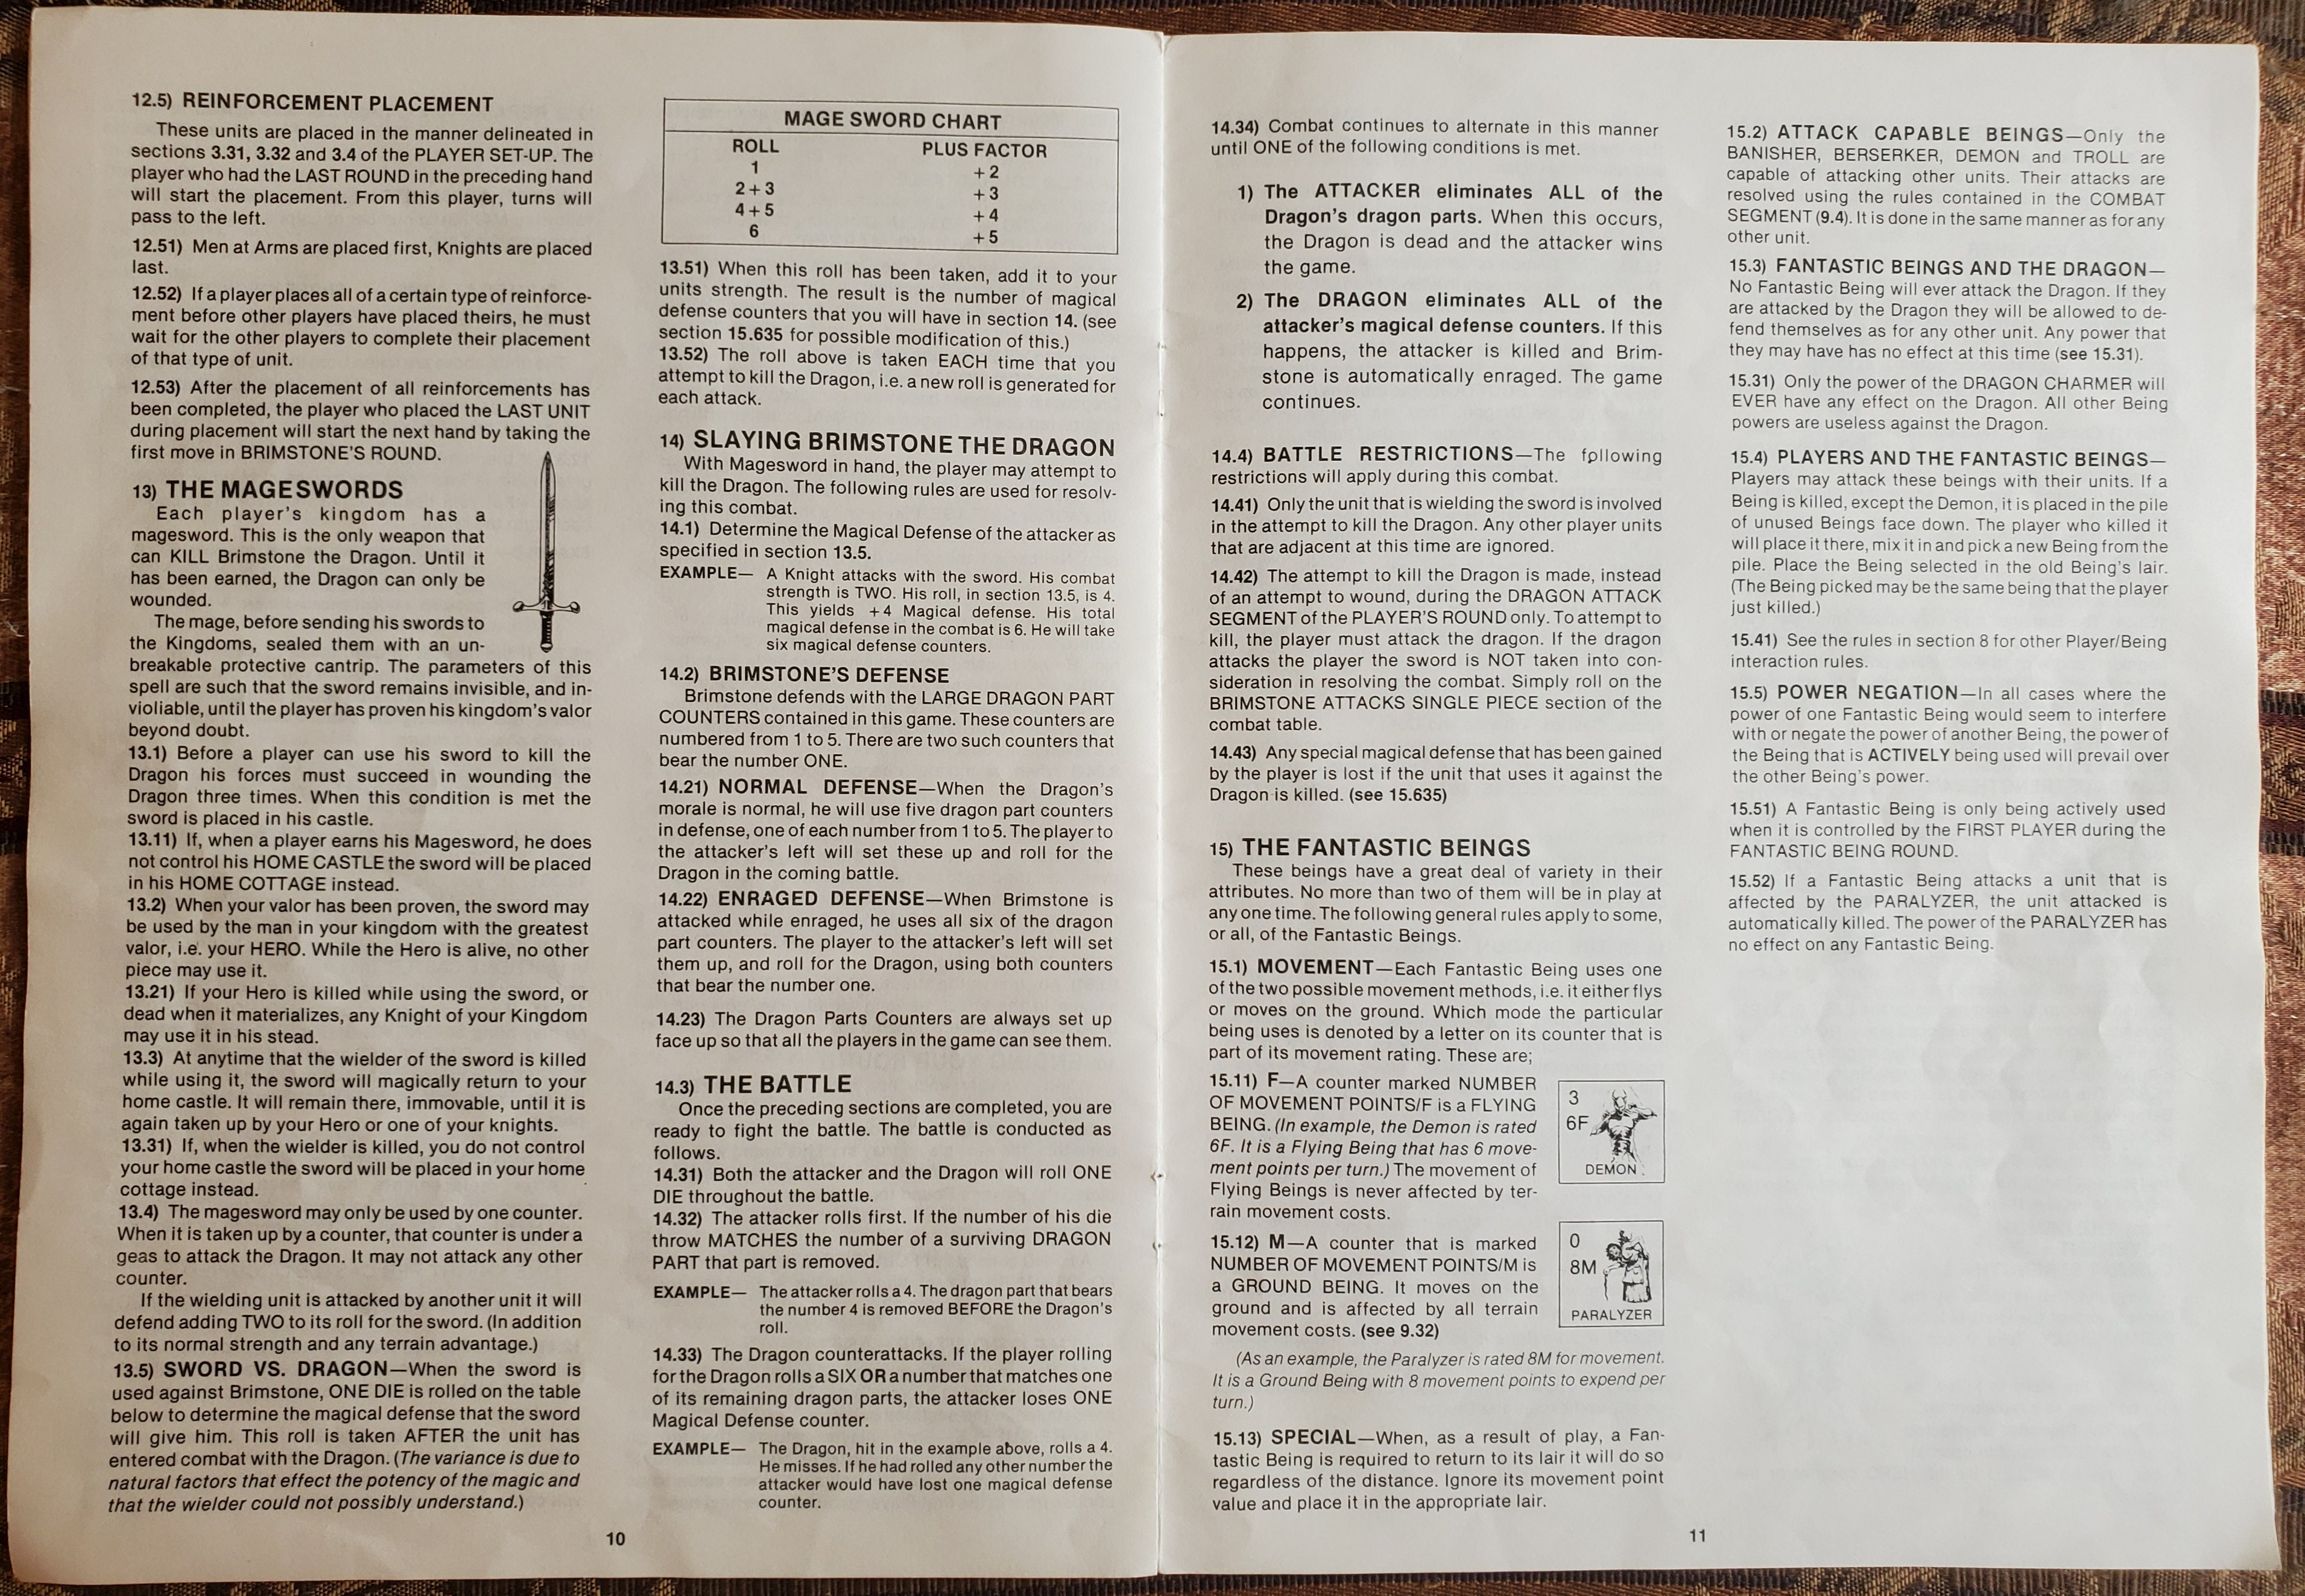 12.5) REINFORCEMENT PLACEMENT
These units are placed in the manner delineated in
sections 3.31, 3.32 and 3.4 of the PLAYER SET-UP. The
player who had the LAST ROUND in the preceding hand
will start the placement. From this player, turns will
pass to the left.
12.51) Men at Arms are placed first, Knights are placed
last.
12.52) If a player places all of a certain type of reinforce-
ment before other players have placed theirs, he must
wait for the other players to complete their placement
of that type of unit.
12.53) After the placement of all reinforcements has
been completed, the player who placed the LAST UNIT
during placement will start the next hand by taking the
first move in BRIMSTONE'S ROUND.
13) THE MAGESWORDS
Each player's kingdom has a
magesword. This is the only weapon that
can KILL Brimstone the Dragon. Until it
has been earned, the Dragon can only be
wounded.
The mage, before sending his swords to
the Kingdoms, sealed them with an un-
breakable protective cantrip. The parameters of this
spell are such that the sword remains invisible, and in-
violiable, until the player has proven his kingdom's valor
beyond doubt.
13.1) Before a player can use his sword to kill the
Dragon his forces must succeed in wounding the
Dragon three times. When this condition is met the
sword is placed in his castle.
13.11) If, when a player earns his Magesword, he does
not control his HOME CASTLE the sword will be placed
in his HOME COTTAGE instead.
13.2) When your valor has been proven, the sword may
be used by the man in your kingdom with the greatest
valor, i.e. your HERO. While the Hero is alive, no other
piece may use it.
13.21) If your Hero is killed while using the sword, or
dead when it materializes, any Knight of your Kingdom
may use it in his stead.
13.3) At anytime that the wielder of the sword is killed
while using it, the sword will magically return to your
home castle. It will remain there, immovable, until it is
again taken up by your Hero or one of your knights.
13.31) If, when the wielder is killed, you do not control
your home castle the sword will be placed in your home
cottage instead.
13.4) The magesword may only be used by one counter.
When it is taken up by a counter, that counter is under a
geas to attack the Dragon. It may not attack any other
counter.
If the wielding unit is attacked by another unit it will
defend adding TWO to its roll for the sword. (In addition
to its normal strength and any terrain advantage.)
13.5) SWORD VS. DRAGON—When the sword is
used against Brimstone, ONE DIE is rolled on the table
below to determine the magical defense that the sword
will give him. This roll is taken AFTER the unit has
entered combat with the Dragon. (The variance is due to
natural factors that effect the potency of the magic and
that the wielder could not possibly understand.)
MAGE SWORD CHART
ROLL PLUS FACTOR
1 +2
2+3 +3
4+5 +4
6 +5
13.51) When this roll has been taken, add it to your
units strength. The result is the number of magical
defense counters that you will have in section 14. (see
section 15.635 for possible modification of this.)
13.52) The roll above is taken EACH time that you
attempt to kill the Dragon, i.e. a new roll is generated for
each attack.
14) SLAYING BRIMSTONE THE DRAGON
With Magesword in hand, the player may attempt to
kill the Dragon. The following rules are used for resolv-
ing this combat.
14.1) Determine the Magical Defense of the attacker as
specified in section 13.5.
EXAMPLE— A Knight attacks with the sword. His combat
strength is TWO. His roll, in section 13.5, is 4.
This yields +4 Magical defense. His total
magical defense in the combat is 6. He will take
six magical defense counters.
14.2) BRIMSTONE'S DEFENSE
Brimstone defends with the LARGE DRAGON PART
COUNTERS contained in this game. These counters are
numbered from 1 to 5. There are two such counters that
bear the number ONE.
14.21) NORMAL DEFENSE—When the Dragon's
morale is normal, he will use five dragon part counters
in defense, one of each number from 1 to 5. The player to
the attacker's left will set these up and roll for the
Dragon in the coming battle.
14.22) ENRAGED DEFENSE—When Brimstone is
attacked while enraged, he uses all six of the dragon
part counters. The player to the attacker's left will set
them up, and roll for the Dragon, using both counters
that bear the number one.
14.23) The Dragon Parts Counters are always set up
face up so that all the players in the game can see them.
14.3) THE BATTLE
Once the preceding sections are completed, you are
ready to fight the battle. The battle is conducted as
follows.
14.31) Both the attacker and the Dragon will roll ONE
DIE throughout the battle.
14.32) The attacker rolls first. If the number of his die
throw MATCHES the number of a surviving DRAGON
PART that part is removed.
EXAMPLE— The attacker rolls a 4. The dragon part that bears
the number 4 is removed BEFORE the Dragon's
roll.
14.33) The Dragon counterattacks. If the player rolling
for the Dragon rolls a SIX OR a number that matches one
of its remaining dragon parts, the attacker loses ONE
Magical Defense counter.
EXAMPLE— The Dragon, hit in the example above, rolls a 4.
He misses. If he had rolled any other number the
attacker would have lost one magical defense
counter.
10
14.34) Combat continues to alternate in this manner
until ONE of the following conditions is met.
1) The ATTACKER eliminates ALL of the
Dragon's dragon parts. When this occurs,
the Dragon is dead and the attacker wins
the game.
2) The DRAGON eliminates ALL of the
attacker's magical defense counters. If this
happens, the attacker is killed and Brim-
stone is automatically enraged. The game
continues.
14.4) BATTLE RESTRICTIONS—The following
restrictions will apply during this combat.
14.41) Only the unit that is wielding the sword is involved
in the attempt to kill the Dragon. Any other player units
that are adjacent at this time are ignored.
14.42) The attempt to kill the Dragon is made, instead
of an attempt to wound, during the DRAGON ATTACK
SEGMENT of the PLAYER'S ROUND only. To attempt to
kill, the player must attack the dragon. If the dragon
attacks the player the sword is NOT taken into con-
sideration in resolving the combat. Simply roll on the
BRIMSTONE ATTACKS SINGLE PIECE section of the
combat table.
14.43) Any special magical defense that has been gained
by the player is lost if the unit that uses it against the
Dragon is killed. (see 15.635)
15) THE FANTASTIC BEINGS
These beings have a great deal of variety in their
attributes. No more than two of them will be in play at
any one time. The following general rules apply to some,
or all, of the Fantastic Beings.
15.1) MOVEMENT—Each Fantastic Being uses one
of the two possible movement methods, i.e. it either flys
or moves on the ground. Which mode the particular
being uses is denoted by a letter on its counter that is
part of its movement rating. These are;
15.11) F—A counter marked NUMBER
OF MOVEMENT POINTS/F is a FLYING
BEING. (In example, the Demon is rated
6F. It is a Flying Being that has 6 move-
ment points per turn.) The movement of
Flying Beings is never affected by ter-
rain movement costs.
3
6F
DEMON
15.12) M—A counter that is marked
NUMBER OF MOVEMENT POINTS/M is
a GROUND BEING. It moves on the
ground and is affected by all terrain
movement costs. (see 9.32)
0
8M
PARALYZER
(As an example, the Paralyzer is rated 8M for movement.
It is a Ground Being with 8 movement points to expend per
turn.)
15.13) SPECIAL—When, as a result of play, a Fan-
tastic Being is required to return to its lair it will do so
regardless of the distance. Ignore its movement point
value and place it in the appropriate lair.
15.2) ATTACK CAPABLE BEINGS—Only the
BANISHER, BERSERKER, DEMON and TROLL are
capable of attacking other units. Their attacks are
resolved using the rules contained in the COMBAT
SEGMENT (9.4). It is done in the same manner as for any
other unit.
15.3) FANTASTIC BEINGS AND THE DRAGON—
No Fantastic Being will ever attack the Dragon. If they
are attacked by the Dragon they will be allowed to de-
fend themselves as for any other unit. Any power that
they may have has no effect at this time (see 15.31).
15.31) Only the power of the DRAGON CHARMER will
EVER have any effect on the Dragon. All other Being
powers are useless against the Dragon.
15.4) PLAYERS AND THE FANTASTIC BEINGS—
Players may attack these beings with their units. If a
Being is killed, except the Demon, it is placed in the pile
of unused Beings face down. The player who killed it
will place it there, mix it in and pick a new Being from the
pile. Place the Being selected in the old Being's lair.
(The Being picked may be the same being that the player
just killed.)
15.41) See the rules in section 8 for other Player/Being
interaction rules.
15.5) POWER NEGATION—In all cases where the
power of one Fantastic Being would seem to interfere
with or negate the power of another Being, the power of
the Being that is ACTIVELY being used will prevail over
the other Being's power.
15.51) A Fantastic Being is only being actively used
when it is controlled by the FIRST PLAYER during the
FANTASTIC BEING ROUND.
15.52) If a Fantastic Being attacks a unit that is
affected by the PARALYZER, the unit attacked is
automatically killed. The power of the PARALYZER has
no effect on any Fantastic Being.
11